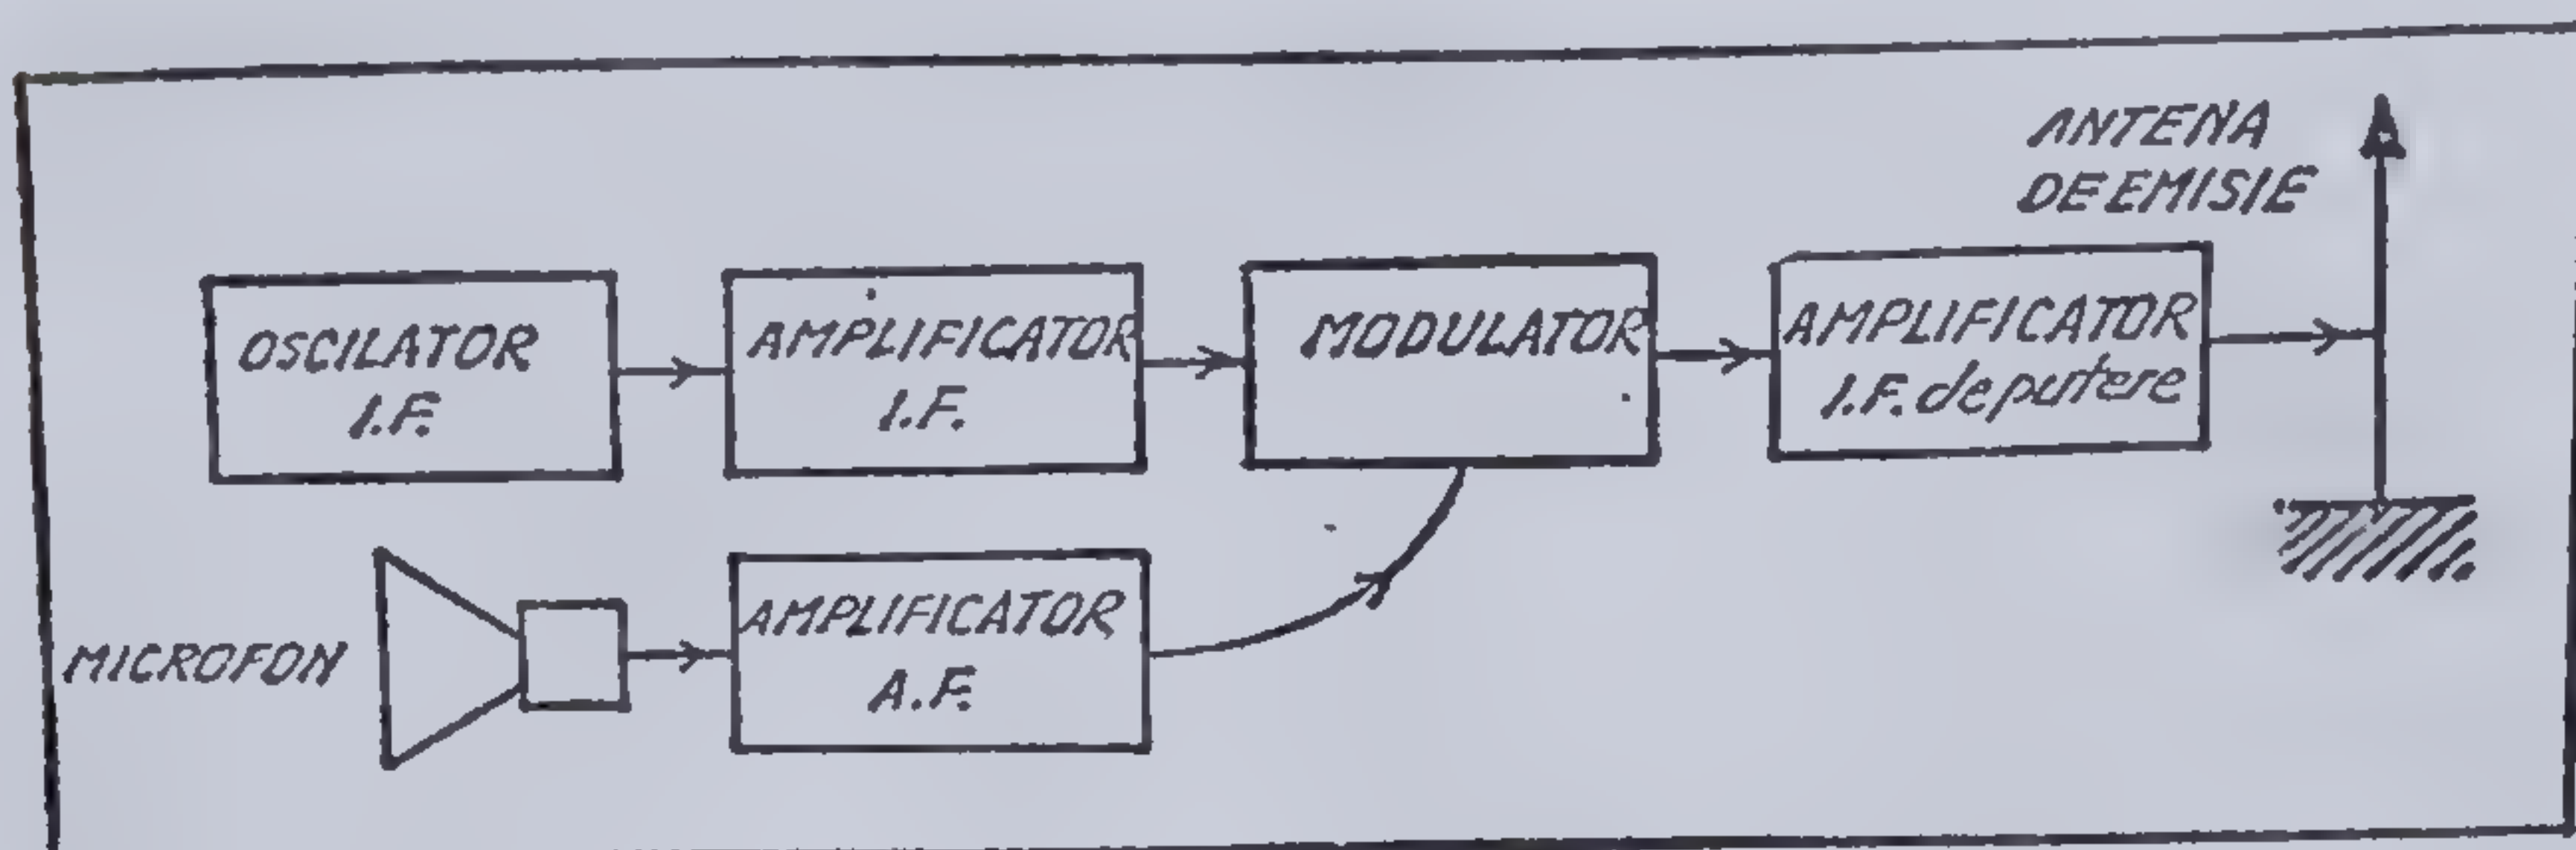 ANTENA
DE EMISIE
OSCILATOR
I.F.
AMPLIFICATOR
I.F.
MODULATOR
AMPLIFICATOR
I.F. de putere
MICROFON
AMPLIFICATOR
A.F.